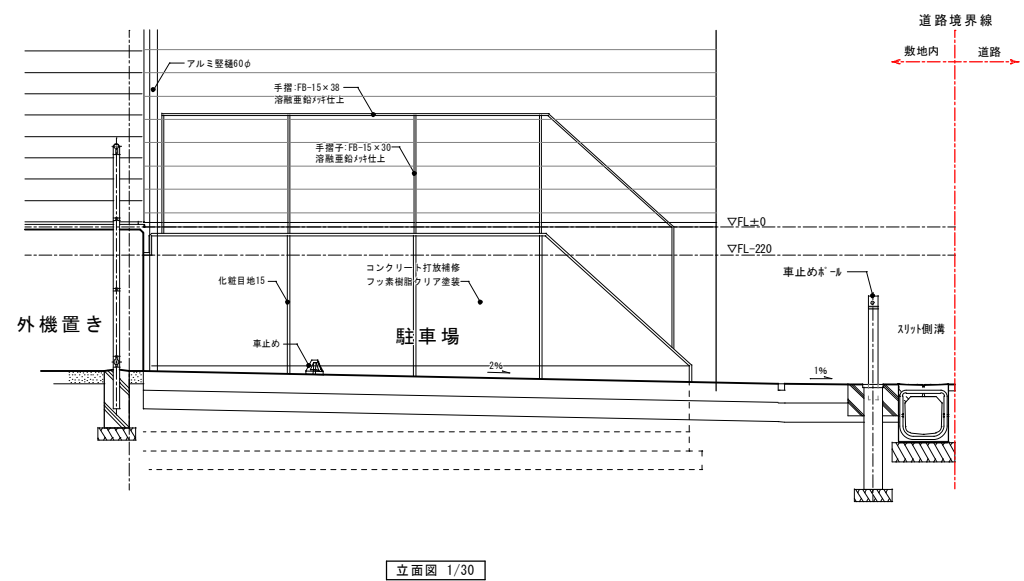 道路境界線
敷地内
道路
アルミ竪樋60φ
手摺:FB-15×38
溶融亜鉛ﾒｯｷ仕上
手摺子:FB-15×30
溶融亜鉛ﾒｯｷ仕上
▽FL±0
▽FL-220
コンクリート打放補修
フッ素樹脂クリア塗装
化粧目地15
車止めﾎﾟｰﾙ
外機置き
駐車場
ｽﾘｯﾄ側溝
車止め
2%
1%
立面図 1/30